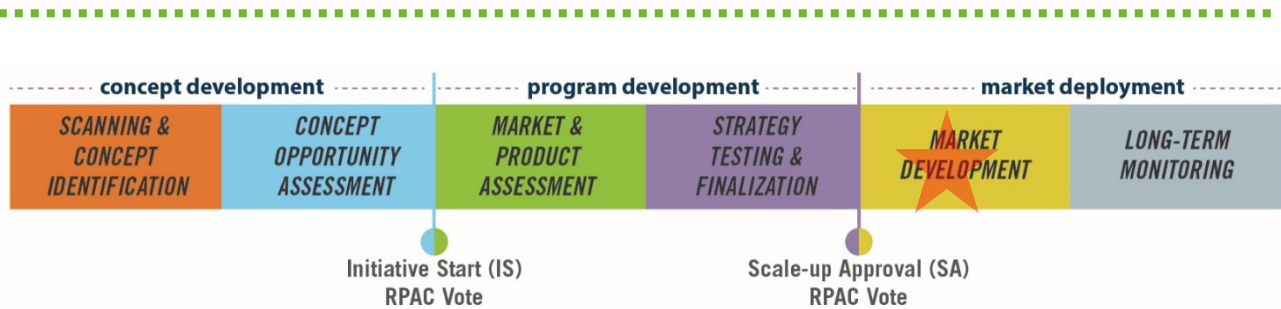 concept development
program development
market deployment
SCANNING &
CONCEPT
IDENTIFICATION
CONCEPT
OPPORTUNITY
ASSESSMENT
MARKET &
PRODUCT
ASSESSMENT
STRATEGY
TESTING &
FINALIZATION
MARKET
DEVELOPMENT
LONG-TERM
MONITORING
Initiative Start (IS)
RPAC Vote
Scale-up Approval (SA)
RPAC Vote